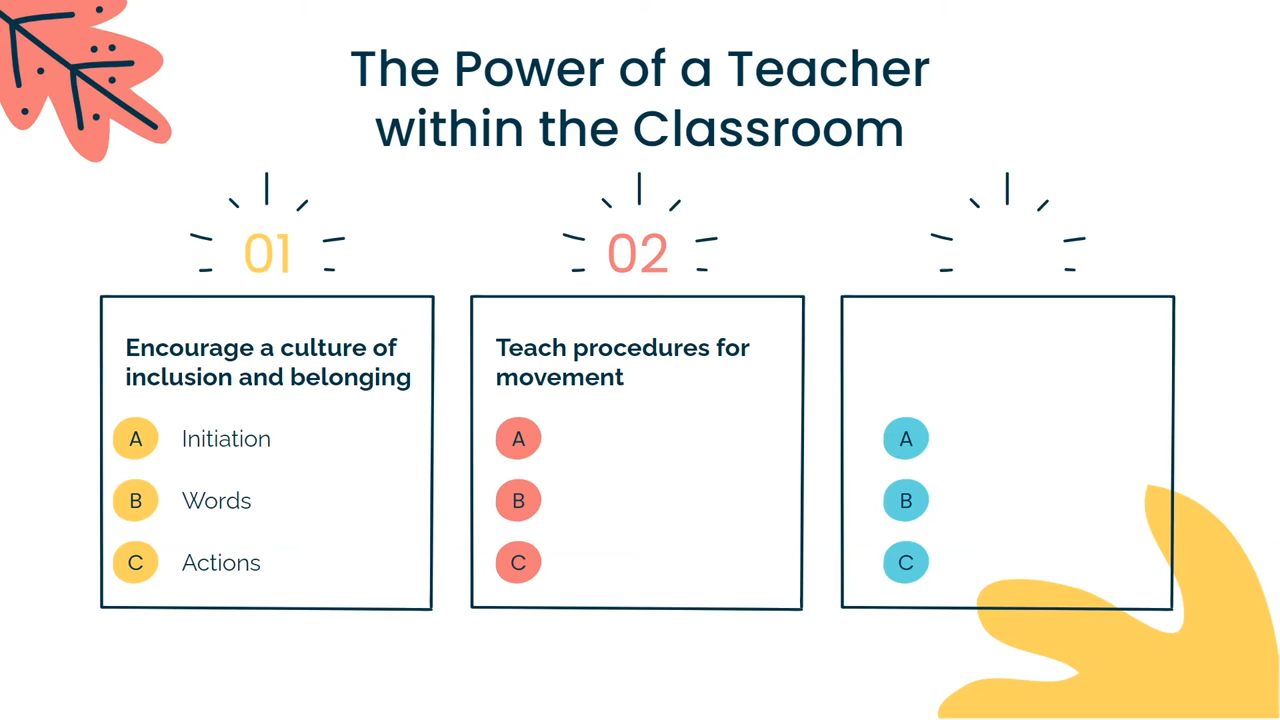 The Power of a Teacher
within the Classroom
01
Encourage a culture of
inclusion and belonging
A Initiation
B Words
C Actions
02
Teach procedures for
movement
A
B
C
A
B
C